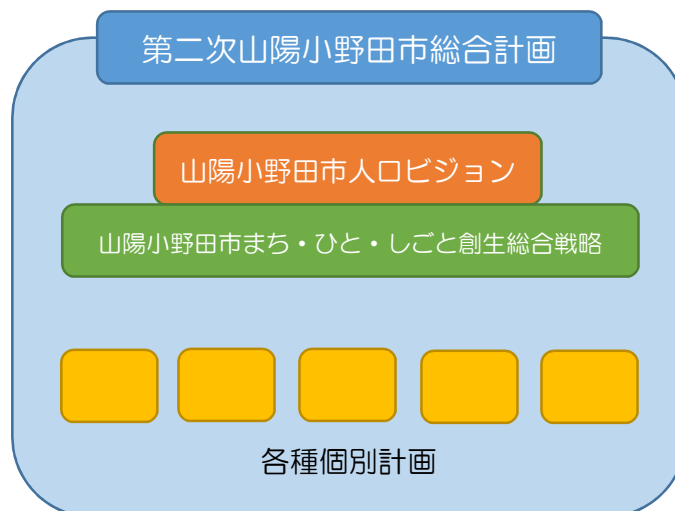 第二次山陽小野田市総合計画
山陽小野田市人口ビジョン
山陽小野田市まち・ひと・しごと創生総合戦略
各種個別計画